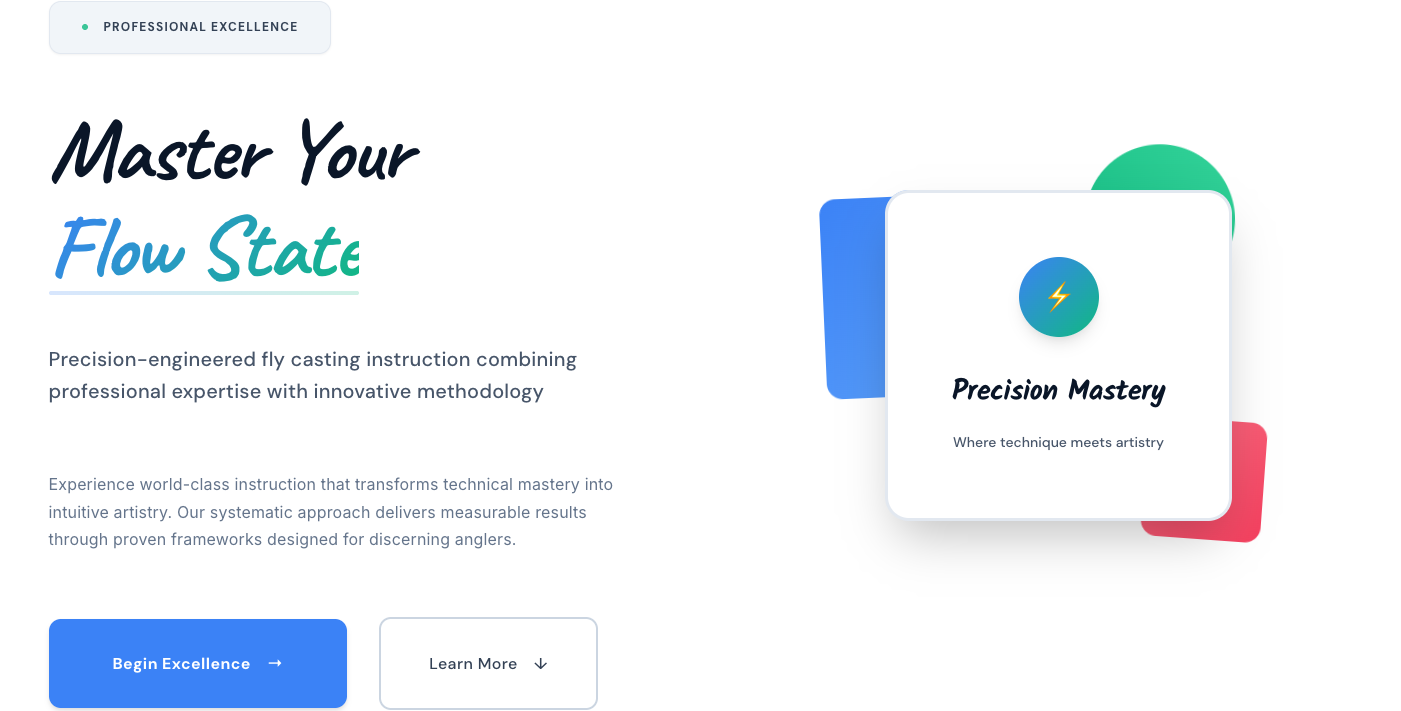 PROFESSIONAL EXCELLENCE
Master Your
Flow State
Precision-engineered fly casting instruction combining
professional expertise with innovative methodology
Experience world-class instruction that transforms technical mastery into
intuitive artistry. Our systematic approach delivers measurable results
through proven frameworks designed for discerning anglers.
Begin Excellence →
Learn More ↓
Precision Mastery
Where technique meets artistry